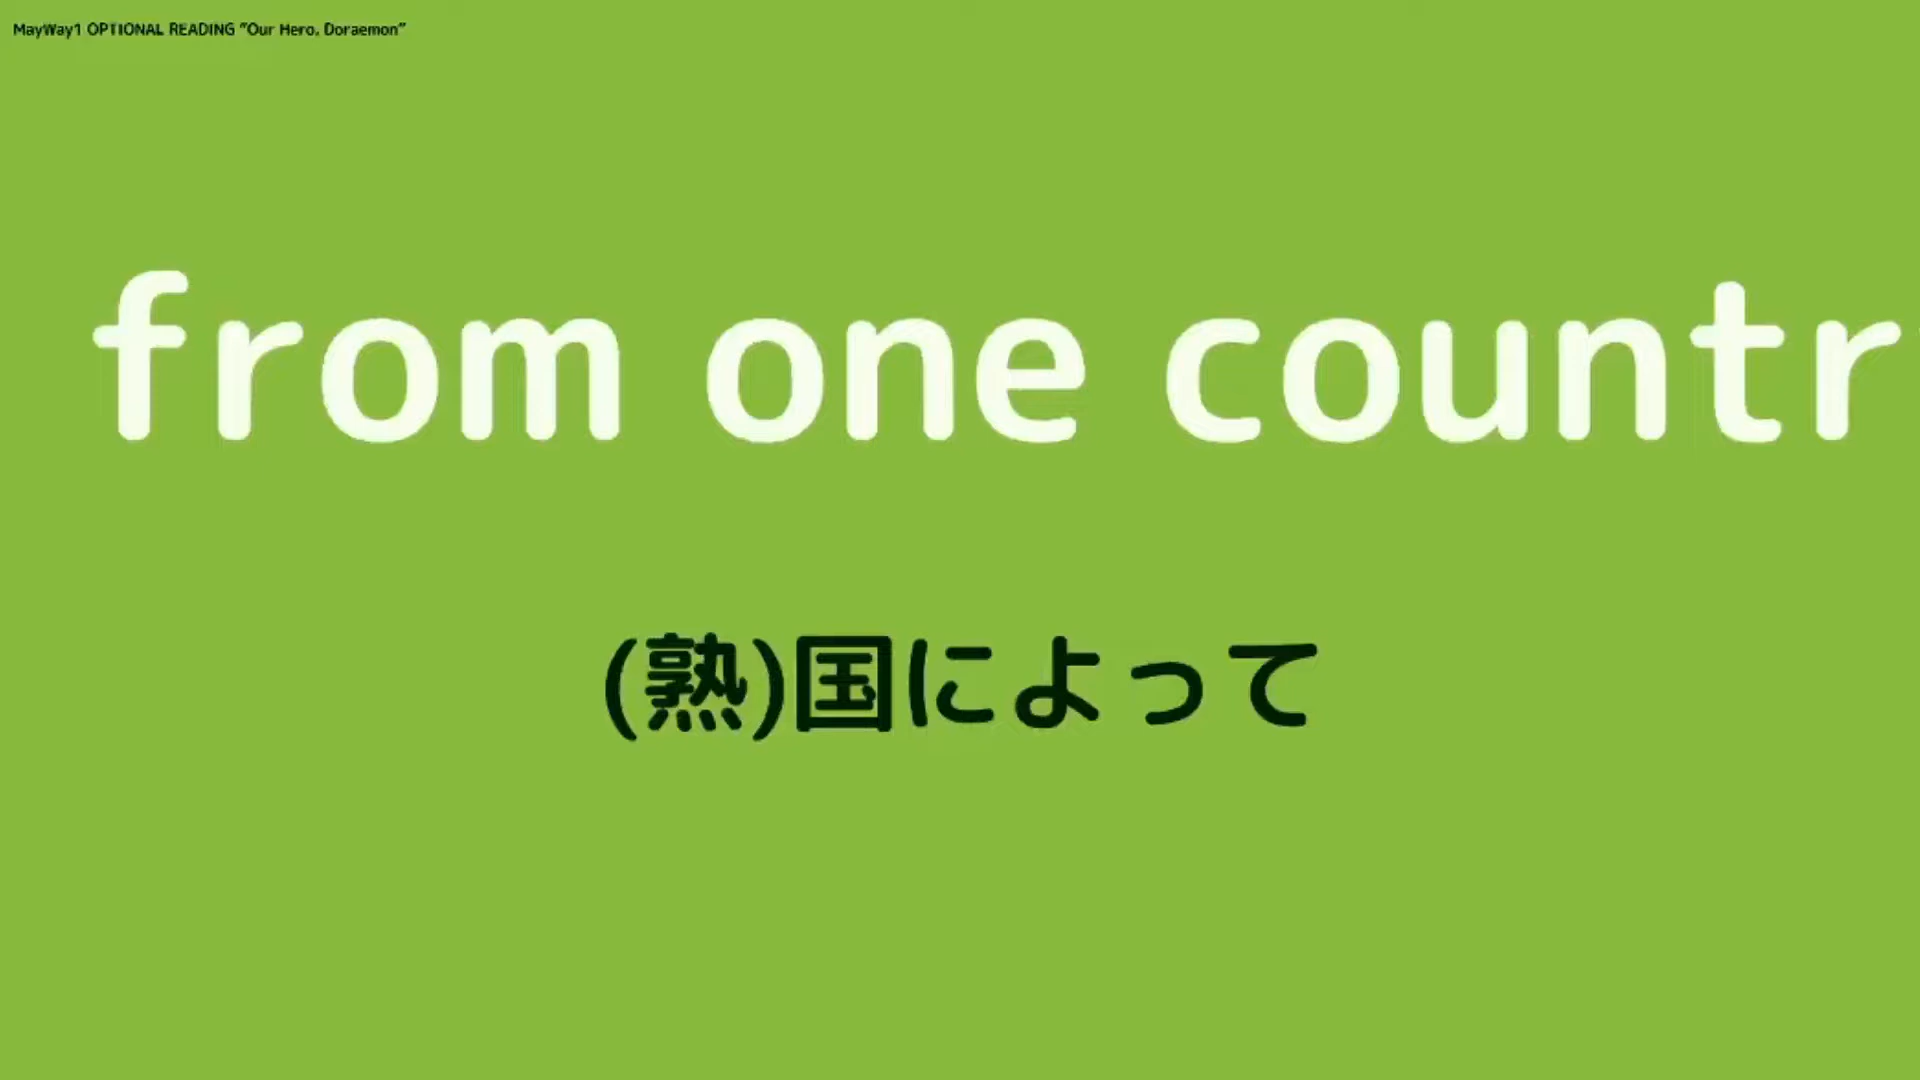 MayWay1 OPTIONAL READING "Our Hero, Doraemon"
from one countr
(熟)国によって